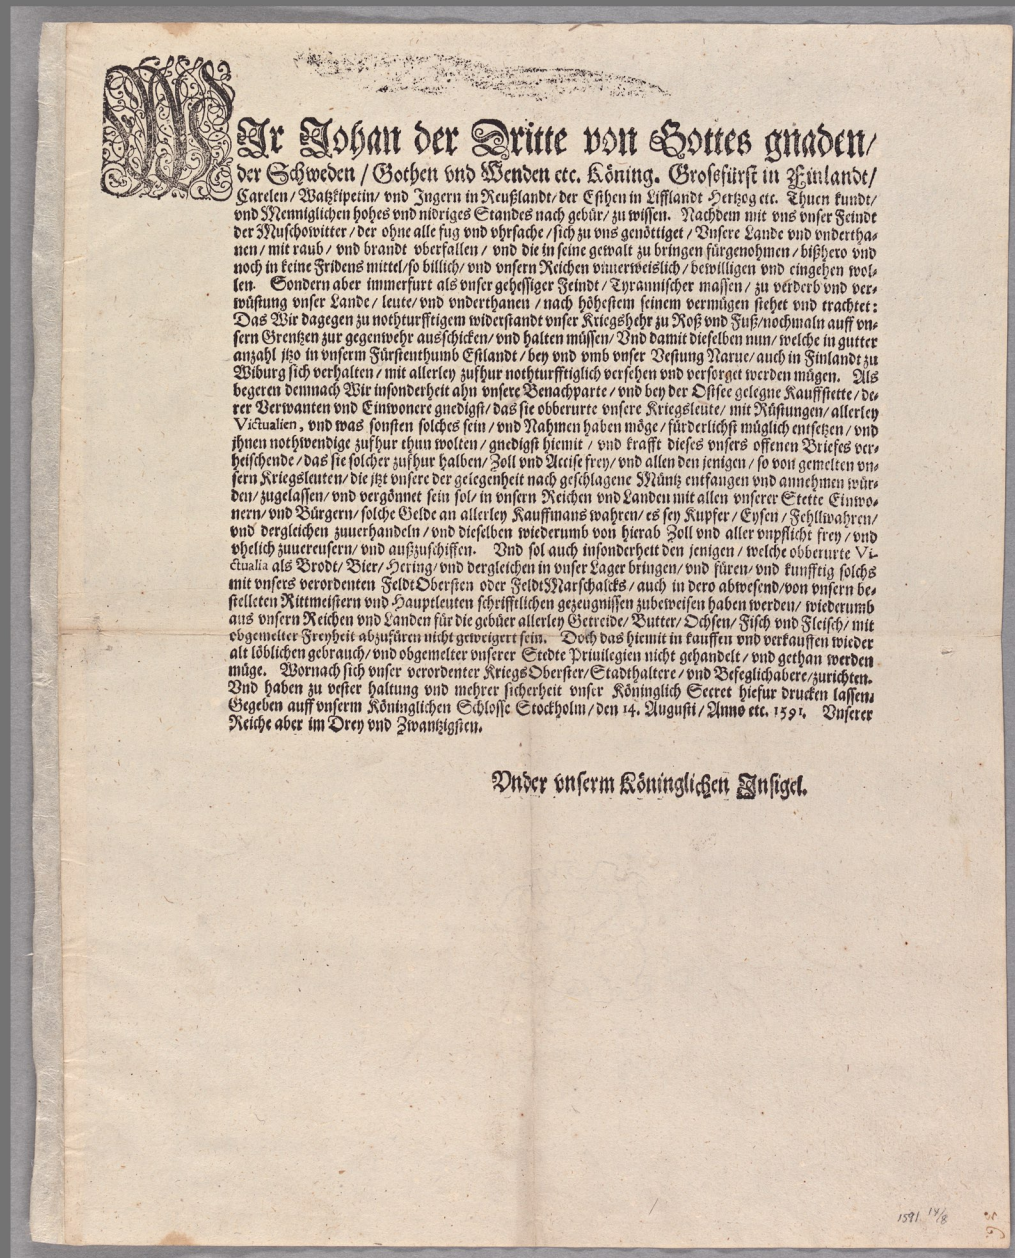 WIr Johan der Dritte von Gottes gnaden/
der Schweden / Gothen vnd Wenden etc. Köning. Grosefürst in Finlandt/
Carelen/ Watzkipetin/ vnd Ingern in Reußlandt/ der Esthen in Lifflandt Hertzog etc. Thuen kundt/
vnd Menniglichen hohes vnd nidriges Standes nach gebür/ zu wissen. Nachdem mit vns vnser Feindt
der Muschowitter/ der ohne alle fug vnd vhrsache/ sich zu vns genöttiget/ Vnsere Lande vnd vndertha-
nen/ mit raub/ vnd brandt vberfallen/ vnd die in seine gewalt zu bringen fürgenohmen/ bißhero vnd
noch in keine Fridens mittel/ so billich/ vnd vnsern Reichen vnuerweislich/ bewilligen vnd eingehen wol-
len. Sondern aber immerfurt als vnser gehessiger Feindt/ Tyrannischer massen/ zu verderb vnd ver-
wüstung vnser Lande/ leute/ vnd vnderthanen/ nach höhestem seinem vermügen stehet vnd trachtet:
Das Wir dagegen zu nothturfftigem widerstandt vnser Kriegshehr zu Roß vnd Fuß/ nochmaln auff vn-
sern Grentzen zur gegenwehr ausschicken/ vnd halten müssen/ Vnd damit dieselben nun/ welche in gutter
anzahl jtzo in vnserm Fürstenthumb Estlandt/ bey vnd vmb vnser Vestung Narue/ auch in Finlandt zu
Wiburg sich verhalten/ mit allerley zufhur nothturfftiglich versehen vnd versorget werden mügen. Als
begeren demnach Wir insonderheit ahn vnsere Benachparte/ vnd bey der Ostsee gelegne Kauffstette/ de-
rer Verwanten vnd Einwonere gnedigst/ das sie obberurte vnsere Kriegsleute/ mit Rüstungen/ allerley
Victualien, vnd was sonsten solches sein/ vnd Nahmen haben möge/ fürderlichst müglich entsetzen/ vnd
jhnen nothwendige zufhur thun wolten/ gnedigst hiemit/ vnd krafft dieses vnsers offenen Briefes ver-
heischende/ das sie solcher zufhur halben/ Zoll vnd Accise frey/ vnd allen den jenigen/ so von gemelten vn-
sern Kriegsleuten/ die jtzt vnsere der gelegenheit nach geschlagene Müntz entfangen vnd annehmen wür-
den/ zugelassen/ vnd vergönnet sein sol/ in vnsern Reichen vnd Landen mit allen vnserer Stette Einwo-
nern/ vnd Bürgern/ solche Gelde an allerley Kauffmans wahren/ es sey Kupfer/ Eysen/ Fehllwahren/
vnd dergleichen zuuerhandeln/ vnd dieselben wiederumb von hierab Zoll vnd aller vnpflicht frey/ vnd
vhelich zuuereusern/ vnd außzuschiffen. Vnd sol auch insonderheit den jenigen/ welche obberurte Vi-
ctualia als Brodt/ Bier/ Hering/ vnd dergleichen in vnser Lager bringen/ vnd füren/ vnd kunfftig solchs
mit vnsers verordenten FeldtObersten oder FeldtMarschalcks/ auch in dero abwesend/ von vnsern be-
stelleten Rittmeistern vnd Hauptleuten schrifftlichen gezeugnissen zubeweisen haben werden/ wiederumb
aus vnsern Reichen vnd Landen für die gebüer allerley Getreide/ Butter/ Ochsen/ Fisch vnd Fleisch/ mit
obgemelter Freyheit abzufüren nicht geweigert sein. Doch das hiemit in kauffen vnd verkauffen wieder
alt löblichen gebrauch/ vnd obgemelter vnserer Stedte Priuilegien nicht gehandelt/ vnd gethan werden
müge. Wornach sich vnser verordenter KriegsOberster/ Stadthaltere/ vnd Befeglichabere/ zurichten.
Vnd haben zu vester haltung vnd mehrer sicherheit vnser Königlich Secret hiefur drucken lassen.
Gegeben auff vnserm Köninglichen Schlosse Stockholm/ den 14. Augusti/ Anno etc. 1591. Vnserer
Reiche aber im Drey vnd Zwantzigsten.
Vnder vnserm Köninglichen Insigel.
1591 14/8